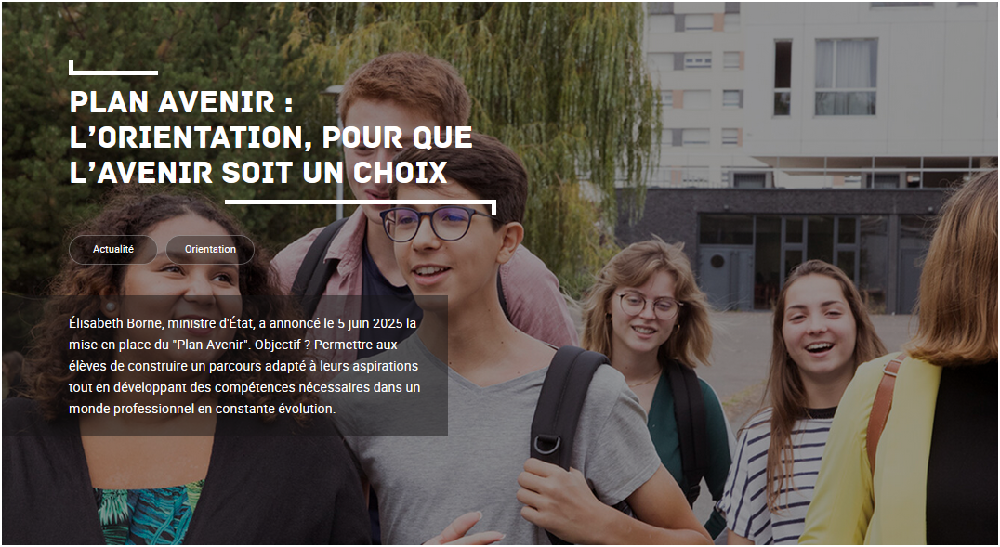 PLAN AVENIR :
L’ORIENTATION, POUR QUE
L’AVENIR SOIT UN CHOIX
Actualité
Orientation
Élisabeth Borne, ministre d'État, a annoncé le 5 juin 2025 la
mise en place du "Plan Avenir". Objectif ? Permettre aux
élèves de construire un parcours adapté à leurs aspirations
tout en développant des compétences nécessaires dans un
monde professionnel en constante évolution.